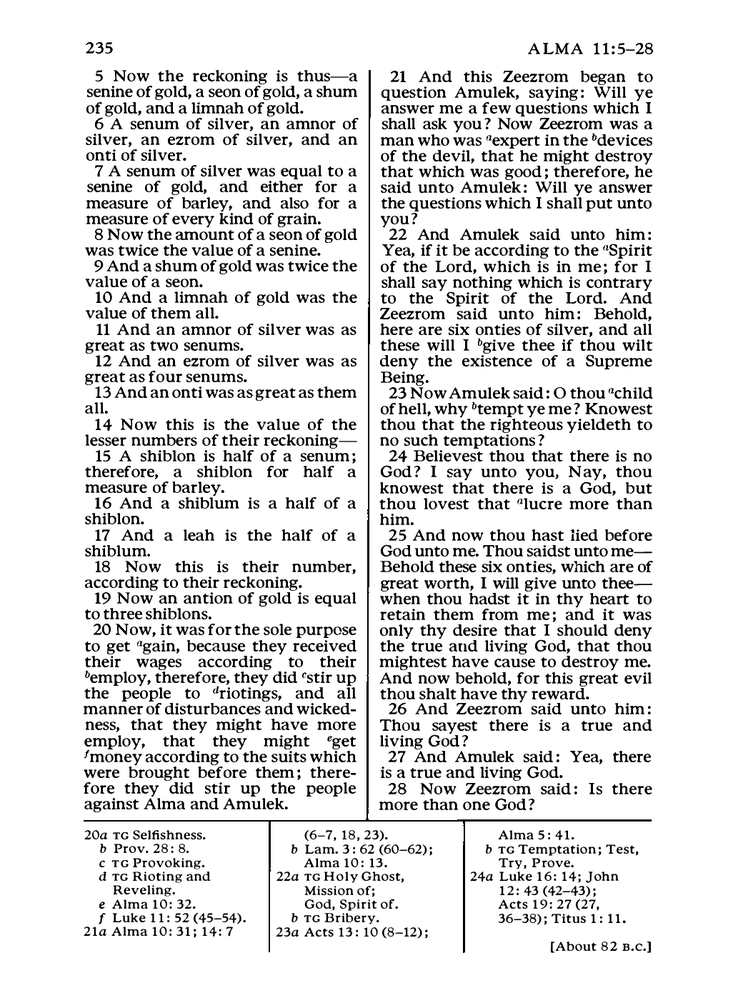 235
ALMA 11:5–28
5 Now the reckoning is thus—a
senine of gold, a seon of gold, a shum
of gold, and a limnah of gold.
6 A senum of silver, an amnor of
silver, an ezrom of silver, and an
onti of silver.
7 A senum of silver was equal to a
senine of gold, and either for a
measure of barley, and also for a
measure of every kind of grain.
8 Now the amount of a seon of gold
was twice the value of a senine.
9 And a shum of gold was twice the
value of a seon.
10 And a limnah of gold was the
value of them all.
11 And an amnor of silver was as
great as two senums.
12 And an ezrom of silver was as
great as four senums.
13 And an onti was as great as them
all.
14 Now this is the value of the
lesser numbers of their reckoning—
15 A shiblon is half of a senum;
therefore, a shiblon for half a
measure of barley.
16 And a shiblum is a half of a
shiblon.
17 And a leah is the half of a
shiblum.
18 Now this is their number,
according to their reckoning.
19 Now an antion of gold is equal
to three shiblons.
20 Now, it was for the sole purpose
to get ᵃgain, because they received
their wages according to their
ᵇemploy, therefore, they did ᶜstir up
the people to ᵈriotings, and all
manner of disturbances and wicked-
ness, that they might have more
employ, that they might ᵉget
ᶠmoney according to the suits which
were brought before them; there-
fore they did stir up the people
against Alma and Amulek.
21 And this Zeezrom began to
question Amulek, saying: Will ye
answer me a few questions which I
shall ask you? Now Zeezrom was a
man who was ᵃexpert in the ᵇdevices
of the devil, that he might destroy
that which was good; therefore, he
said unto Amulek: Will ye answer
the questions which I shall put unto
you?
22 And Amulek said unto him:
Yea, if it be according to the ᵃSpirit
of the Lord, which is in me; for I
shall say nothing which is contrary
to the Spirit of the Lord. And
Zeezrom said unto him: Behold,
here are six onties of silver, and all
these will I ᵇgive thee if thou wilt
deny the existence of a Supreme
Being.
23 Now Amulek said: O thou ᵃchild
of hell, why ᵇtempt ye me? Knowest
thou that the righteous yieldeth to
no such temptations?
24 Believest thou that there is no
God? I say unto you, Nay, thou
knowest that there is a God, but
thou lovest that ᵃlucre more than
him.
25 And now thou hast lied before
God unto me. Thou saidst unto me—
Behold these six onties, which are of
great worth, I will give unto thee—
when thou hadst it in thy heart to
retain them from me; and it was
only thy desire that I should deny
the true and living God, that thou
mightest have cause to destroy me.
And now behold, for this great evil
thou shalt have thy reward.
26 And Zeezrom said unto him:
Thou sayest there is a true and
living God?
27 And Amulek said: Yea, there
is a true and living God.
28 Now Zeezrom said: Is there
more than one God?
20a TG Selfishness.
b Prov. 28: 8.
c TG Provoking.
d TG Rioting and
Reveling.
e Alma 10: 32.
f Luke 11: 52 (45–54).
21a Alma 10: 31; 14: 7
(6–7, 18, 23).
b Lam. 3: 62 (60–62);
Alma 10: 13.
22a TG Holy Ghost,
Mission of;
God, Spirit of.
b TG Bribery.
23a Acts 13: 10 (8–12);
Alma 5: 41.
b TG Temptation; Test,
Try, Prove.
24a Luke 16: 14; John
12: 43 (42–43);
Acts 19: 27 (27,
36–38); Titus 1: 11.
[About 82 B.C.]